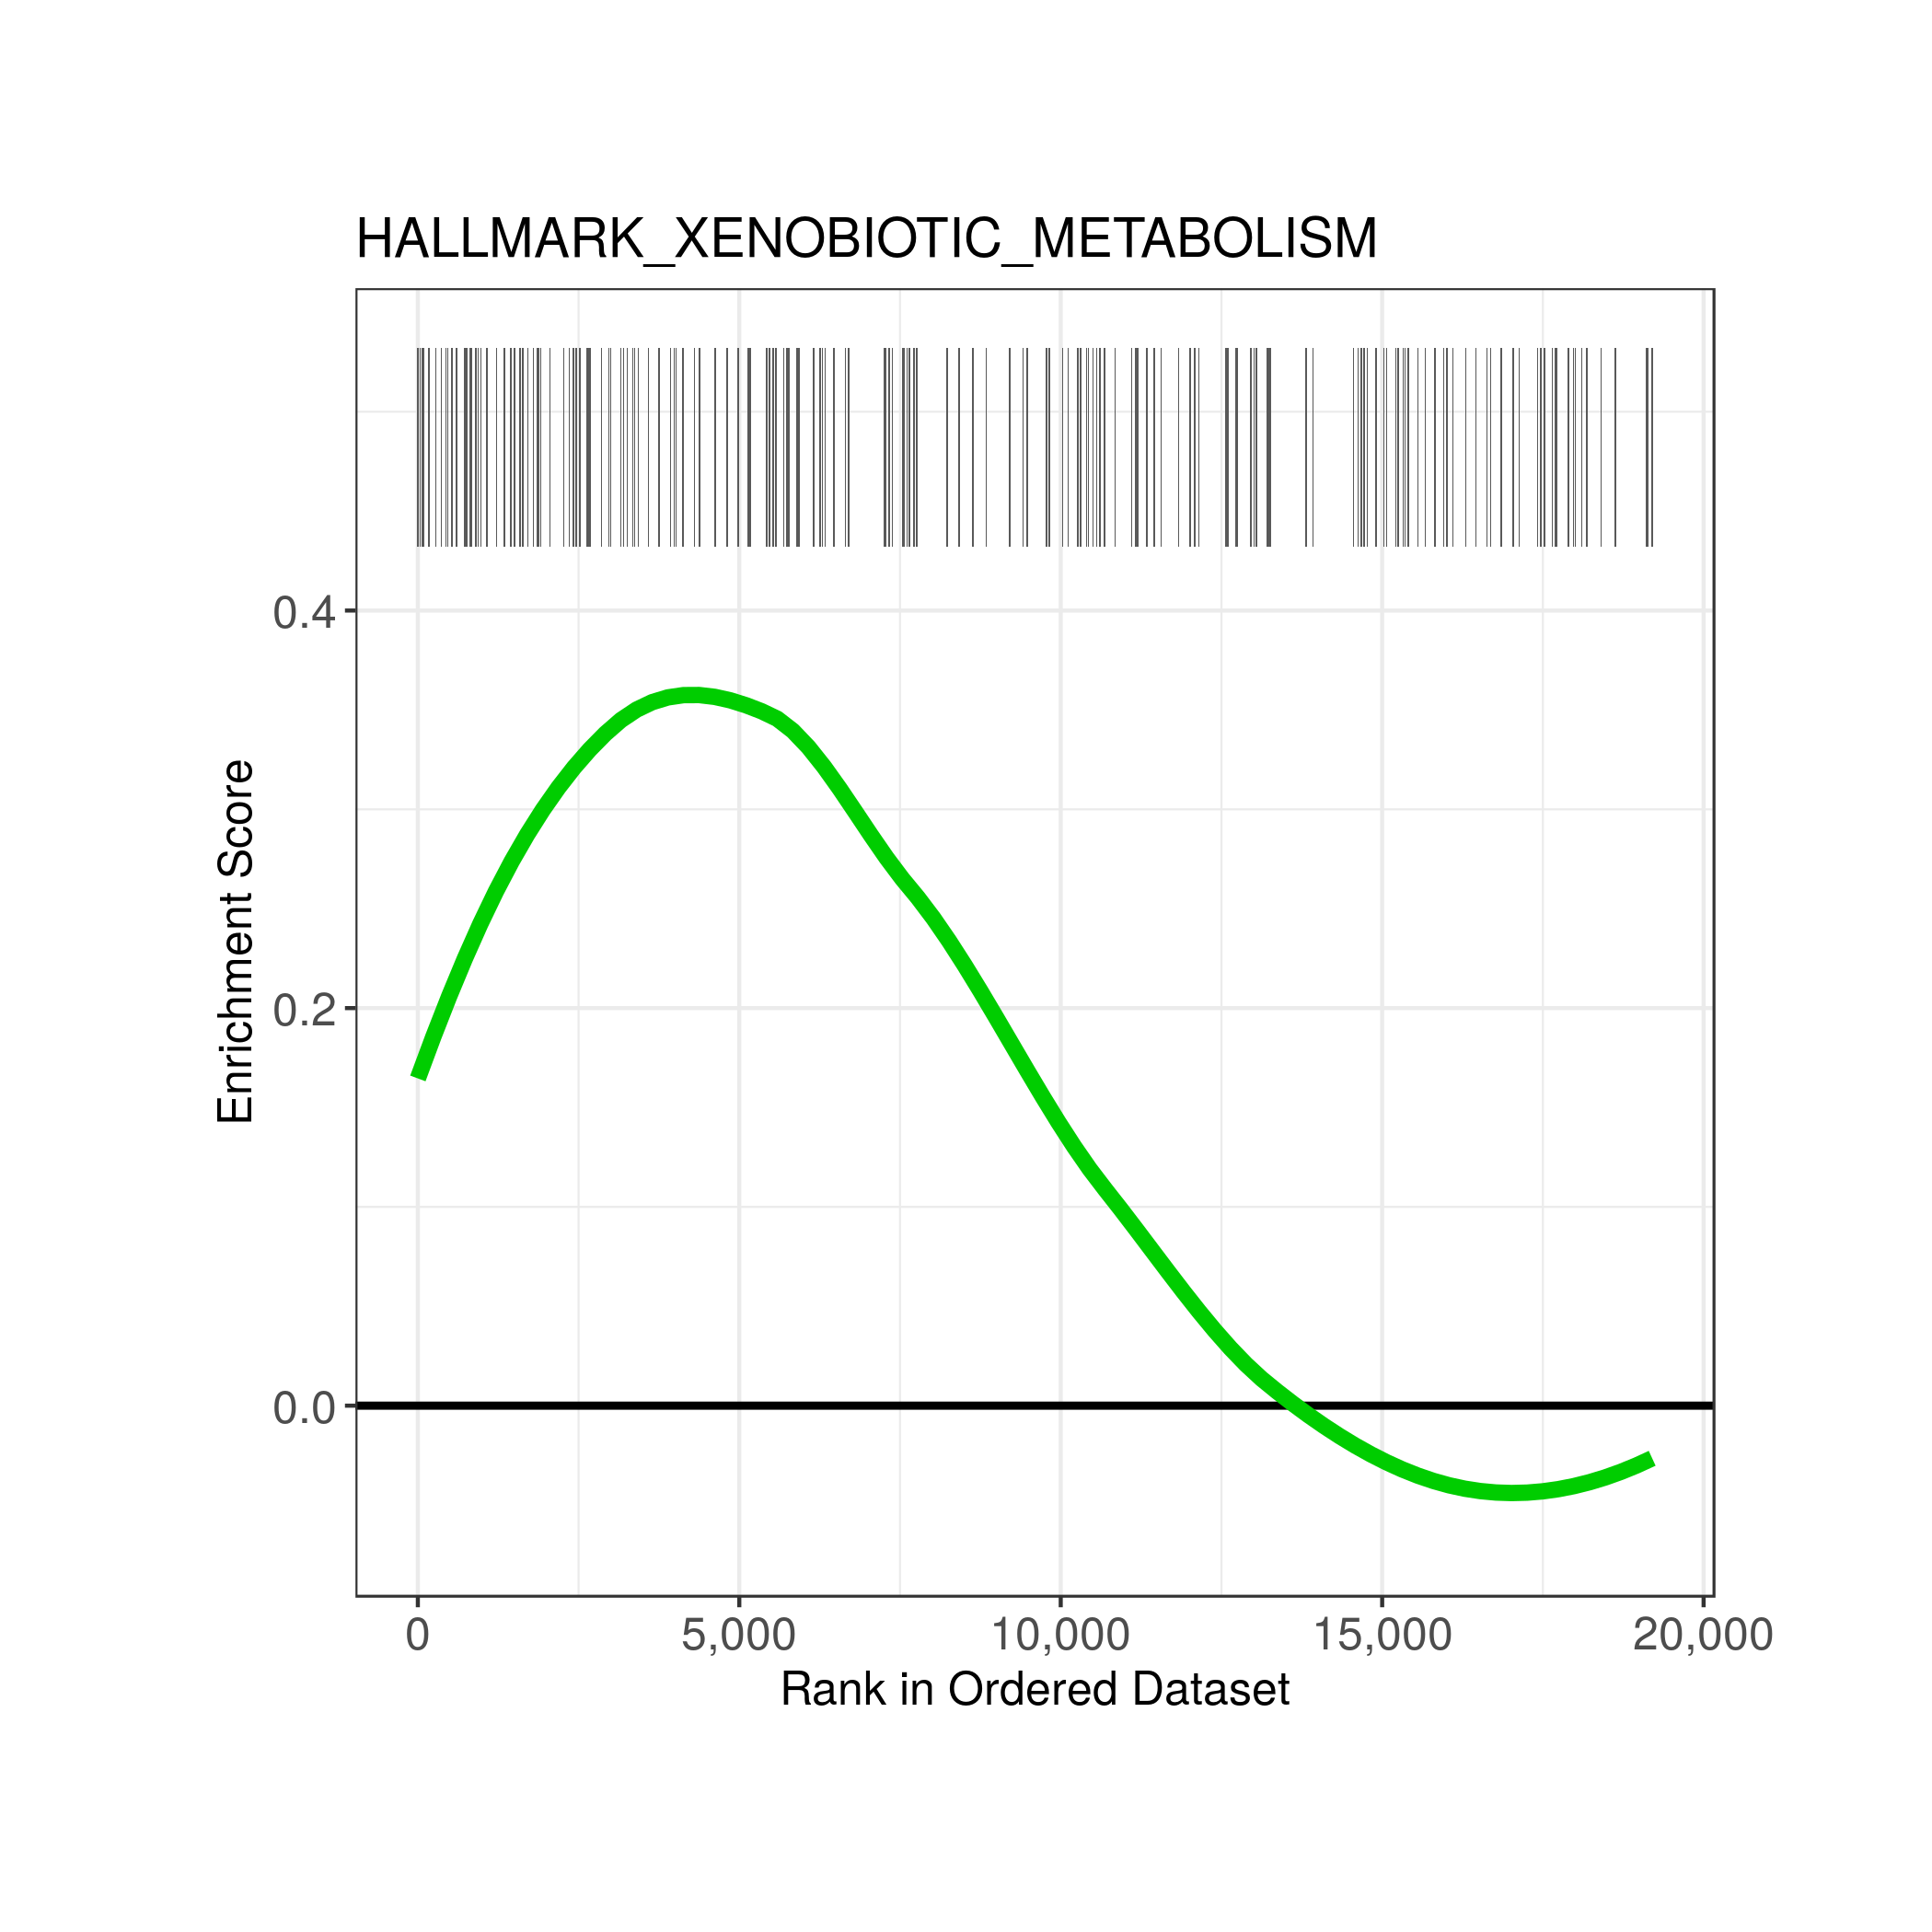 HALLMARK_XENOBIOTIC_METABOLISM
Enrichment Score
0.4
0.2
0.0
0 5,000 10,000 15,000 20,000
Rank in Ordered Dataset